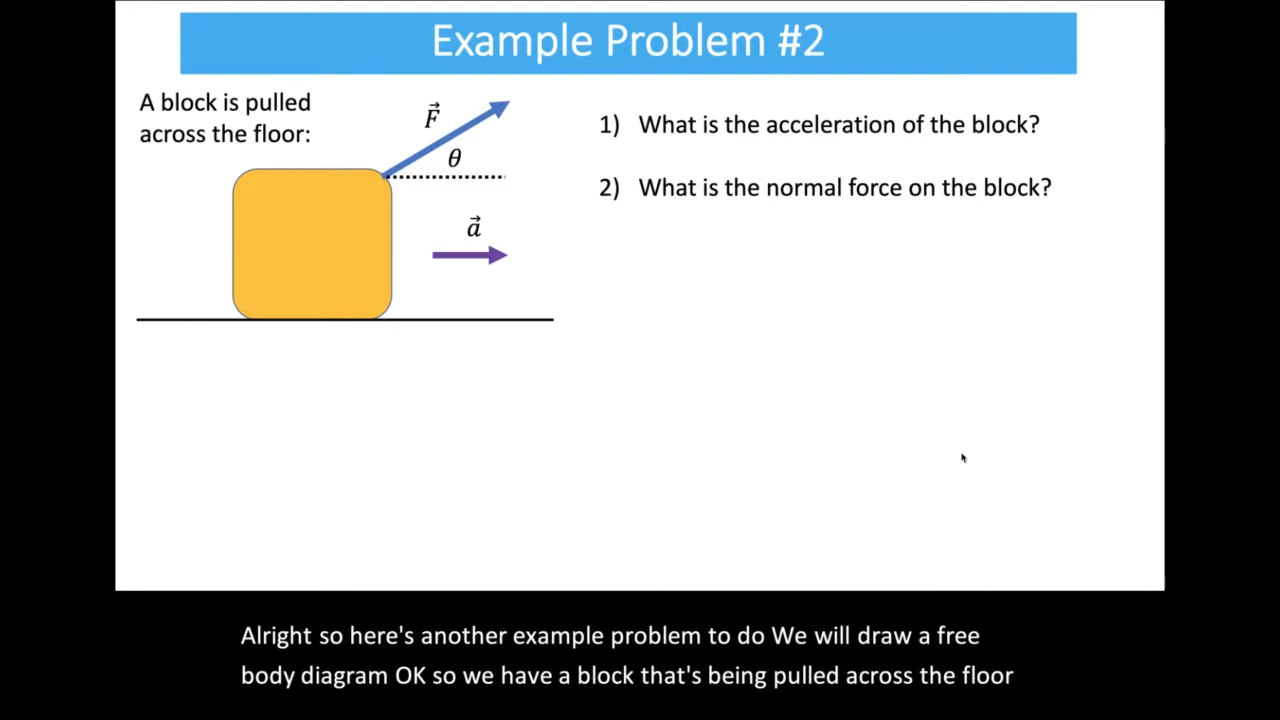 Example Problem #2
A block is pulled
across the floor:
F⃗
θ
a⃗
1) What is the acceleration of the block?
2) What is the normal force on the block?
Alright so here's another example problem to do We will draw a free
body diagram OK so we have a block that's being pulled across the floor